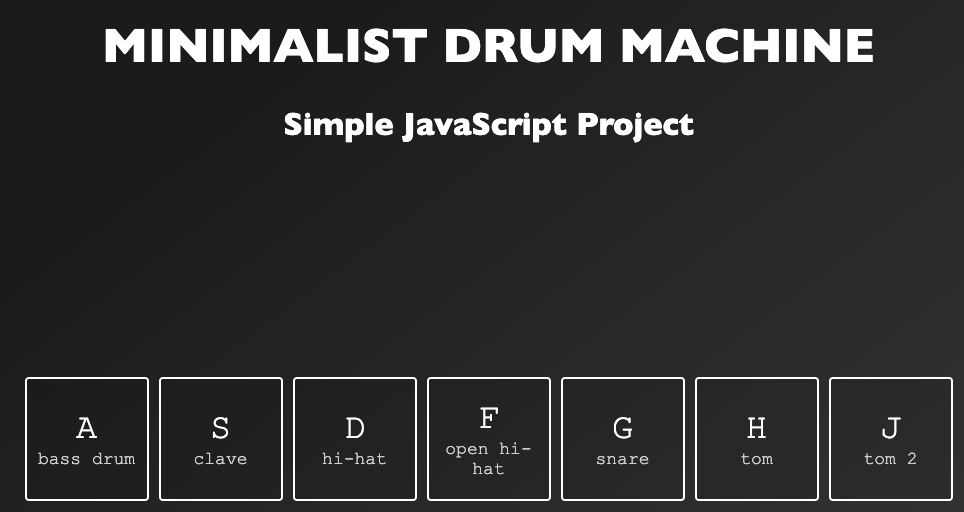 MINIMALIST DRUM MACHINE
Simple JavaScript Project
A
bass drum
S
clave
D
hi-hat
F
open hi-
hat
G
snare
H
tom
J
tom 2